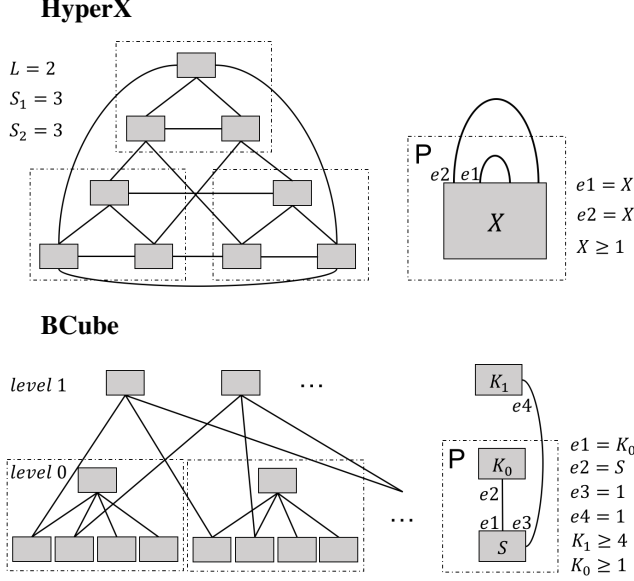 HyperX
L = 2
S₁ = 3
S₂ = 3
P
e2 e1
X
e1 = X
e2 = X
X ≥ 1
BCube
level 1
...
level 0
...
K₁
e4
P
K₀
e2
e1 e3
S
e1 = K₀
e2 = S
e3 = 1
e4 = 1
K₁ ≥ 4
K₀ ≥ 1